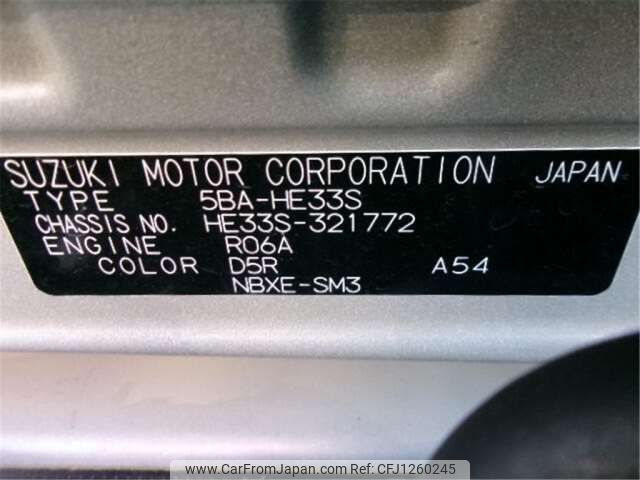 SUZUKI MOTOR CORPORATION JAPAN
TYPE 5BA-HE33S
CHASSIS NO. HE33S-321772
ENGINE R06A
COLOR D5R A54
NBXE-SM3
www.CarFromJapan.com - CFJ1260245